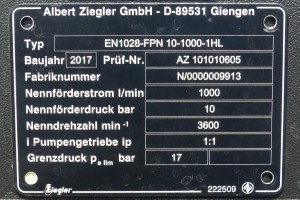 Albert Ziegler GmbH - D-89531 Giengen
Typ EN1028-FPN 10-1000-1HL
Baujahr 2017 Prüf-Nr. AZ 101010605
Fabriknummer N/0000009913
Nennförderstrom l/min 1000
Nennförderdruck bar 10
Nenndrehzahl min⁻¹ 3600
i Pumpengetriebe ip 1:1
Grenzdruck pa lim bar 17
Ziegler 222509